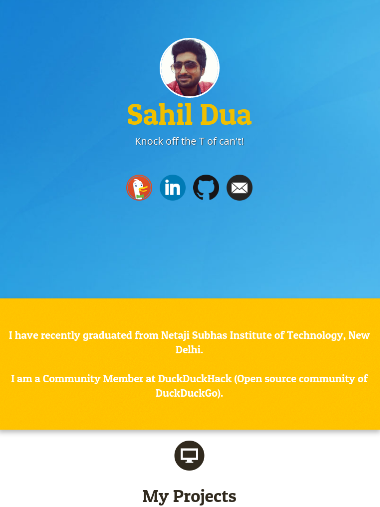 Sahil Dua
Knock off the T of can't!
in
I have recently graduated from Netaji Subhas Institute of Technology, New
Delhi.
I am a Community Member at DuckDuckHack (Open source community of
DuckDuckGo).
My Projects